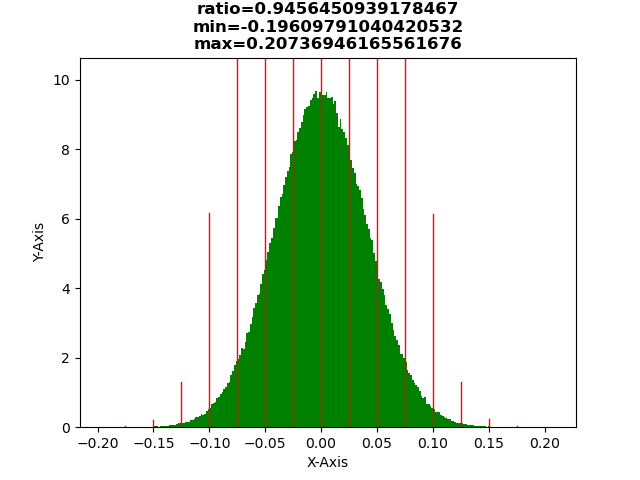 ratio=0.9456450939178467
min=-0.19609791040420532
max=0.20736946165561676
10
8
6
4
2
0
Y-Axis
−0.20 −0.15 −0.10 −0.05 0.00 0.05 0.10 0.15 0.20
X-Axis